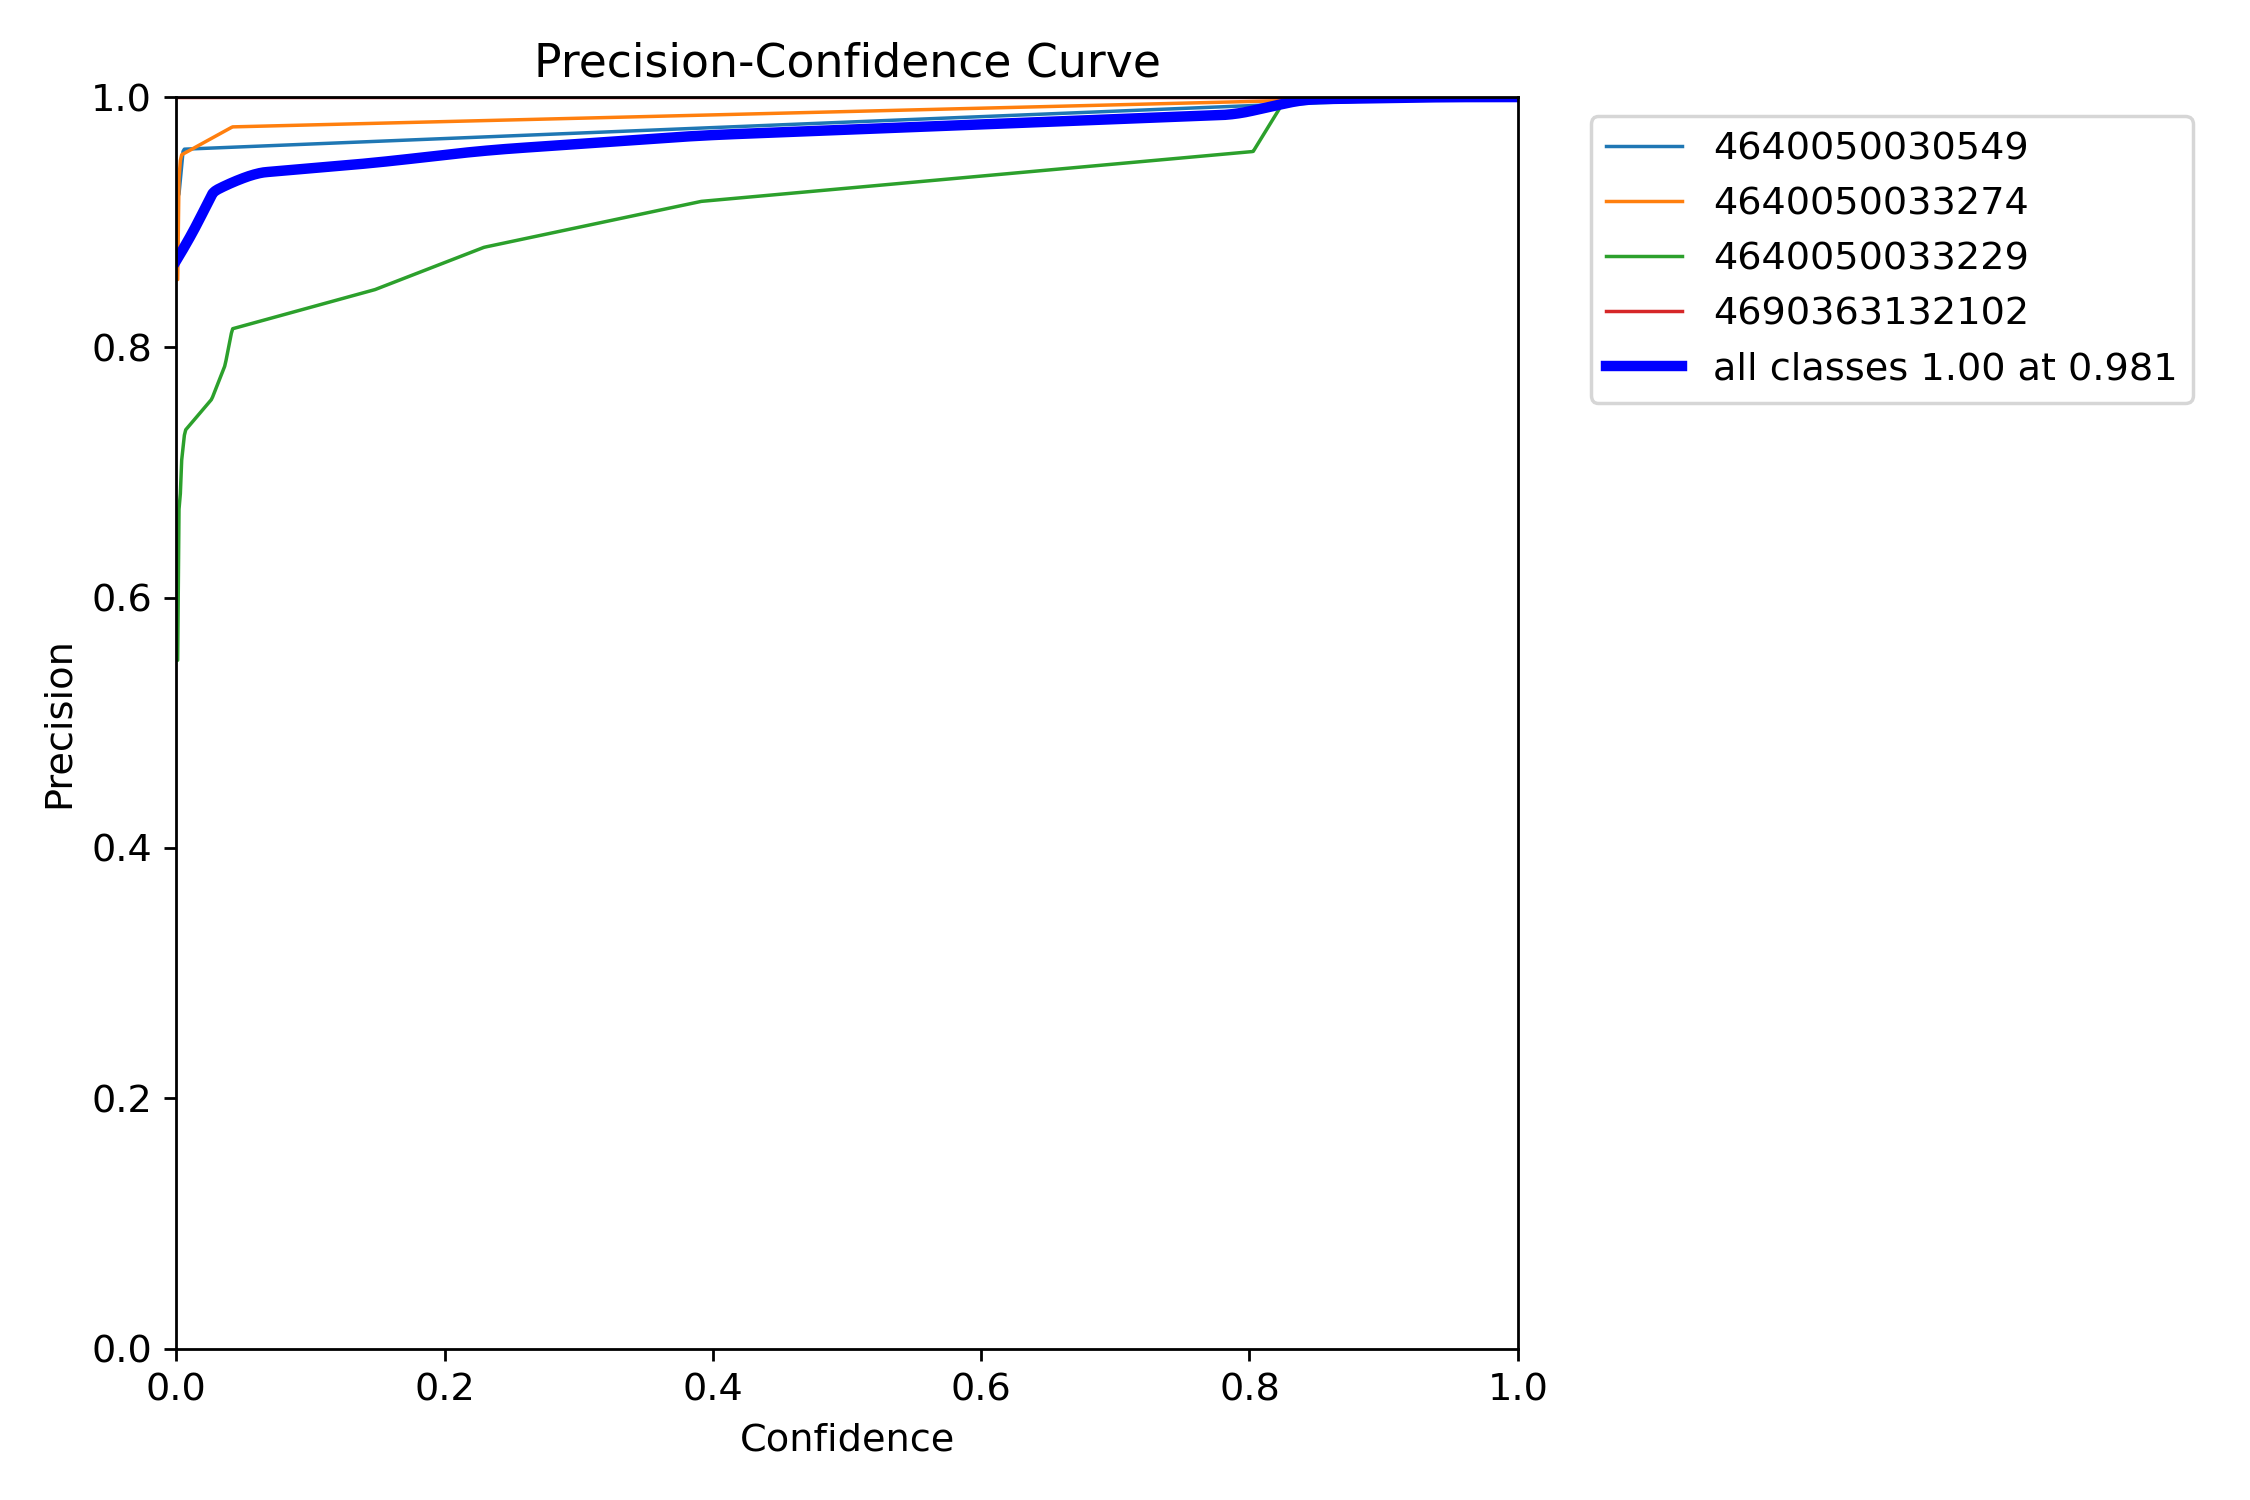 Precision-Confidence Curve
1.0
0.8
0.6
0.4
0.2
0.0
Precision
0.0 0.2 0.4 0.6 0.8 1.0
Confidence
4640050030549
4640050033274
4640050033229
4690363132102
all classes 1.00 at 0.981